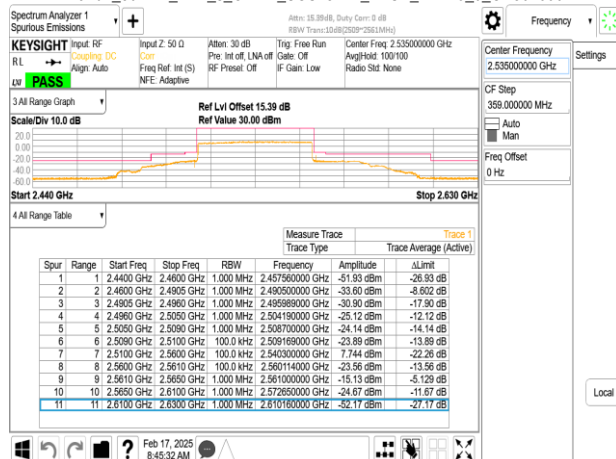 Spectrum Analyzer 1
Spurious Emissions
+
Attn: 15.39dB, Duty Corr: 0 dB
RBW Trans:10dB(2509~2561MHz)
Frequency
Settings
KEYSIGHT
RL
LXI PASS
Input: RF
Coupling: DC
Align: Auto
Input Z: 50 Ω
Corr
Freq Ref: Int (S)
NFE: Adaptive
Atten: 30 dB
Pre: Int off, LNA off
RF Presel: Off
Trig: Free Run
Gate: Off
IF Gain: Low
Center Freq: 2.535000000 GHz
Avg|Hold: 100/100
Radio Std: None
Center Frequency
2.535000000 GHz
CF Step
359.000000 MHz
Auto
Man
Freq Offset
0 Hz
Local
3 All Range Graph
Scale/Div 10.0 dB
Ref Lvl Offset 15.39 dB
Ref Value 30.00 dBm
20.0
0.00
-20.0
-40.0
-60.0
Start 2.440 GHz
Stop 2.630 GHz
4 All Range Table
Measure Trace Trace 1
Trace Type Trace Average (Active)
Spur Range Start Freq Stop Freq RBW Frequency Amplitude ΔLimit
1 1 2.4400 GHz 2.4600 GHz 1.000 MHz 2.457560000 GHz -51.93 dBm -26.93 dB
2 2 2.4600 GHz 2.4905 GHz 1.000 MHz 2.490500000 GHz -33.60 dBm -8.602 dB
3 3 2.4905 GHz 2.4960 GHz 1.000 MHz 2.495989000 GHz -30.90 dBm -17.90 dB
4 4 2.4960 GHz 2.5050 GHz 1.000 MHz 2.504190000 GHz -25.12 dBm -12.12 dB
5 5 2.5050 GHz 2.5090 GHz 1.000 MHz 2.508700000 GHz -24.14 dBm -14.14 dB
6 6 2.5090 GHz 2.5100 GHz 100.0 kHz 2.509169000 GHz -23.89 dBm -13.89 dB
7 7 2.5100 GHz 2.5600 GHz 100.0 kHz 2.540300000 GHz 7.744 dBm -22.26 dB
8 8 2.5600 GHz 2.5610 GHz 100.0 kHz 2.560114000 GHz -23.56 dBm -13.56 dB
9 9 2.5610 GHz 2.5650 GHz 1.000 MHz 2.561000000 GHz -15.13 dBm -5.129 dB
10 10 2.5650 GHz 2.6100 GHz 1.000 MHz 2.572650000 GHz -24.67 dBm -11.67 dB
11 11 2.6100 GHz 2.6300 GHz 1.000 MHz 2.610160000 GHz -52.17 dBm -27.17 dB
?
Feb 17, 2025
8:45:32 AM